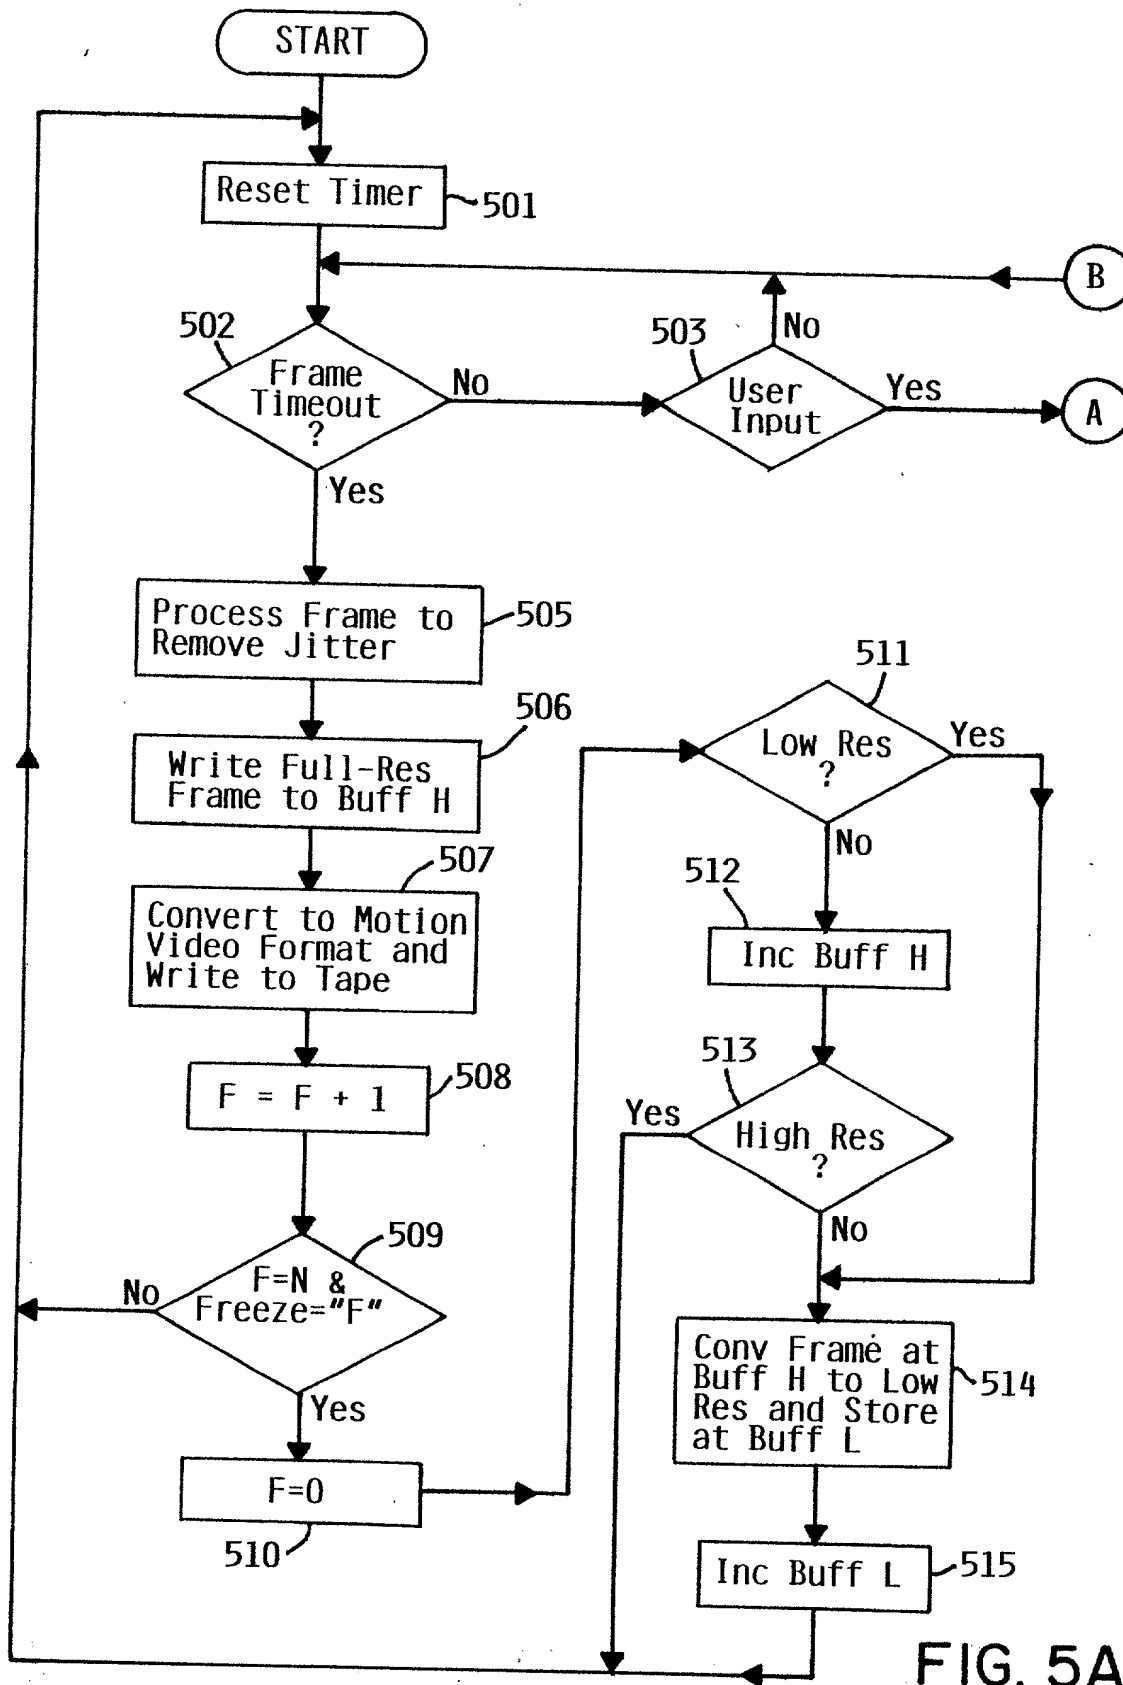 START
Reset Timer
501
B
502
Frame
Timeout
?
No
Yes
503
User
Input
No
Yes
A
Process Frame to
Remove Jitter
505
Write Full-Res
Frame to Buff H
506
Convert to Motion
Video Format and
Write to Tape
507
F = F + 1
508
F=N &
Freeze="F"
509
No
Yes
F=0
510
Low Res
?
511
Yes
No
Inc Buff H
512
High Res
?
513
Yes
No
Conv Frame at
Buff H to Low
Res and Store
at Buff L
514
Inc Buff L
515
FIG. 5A